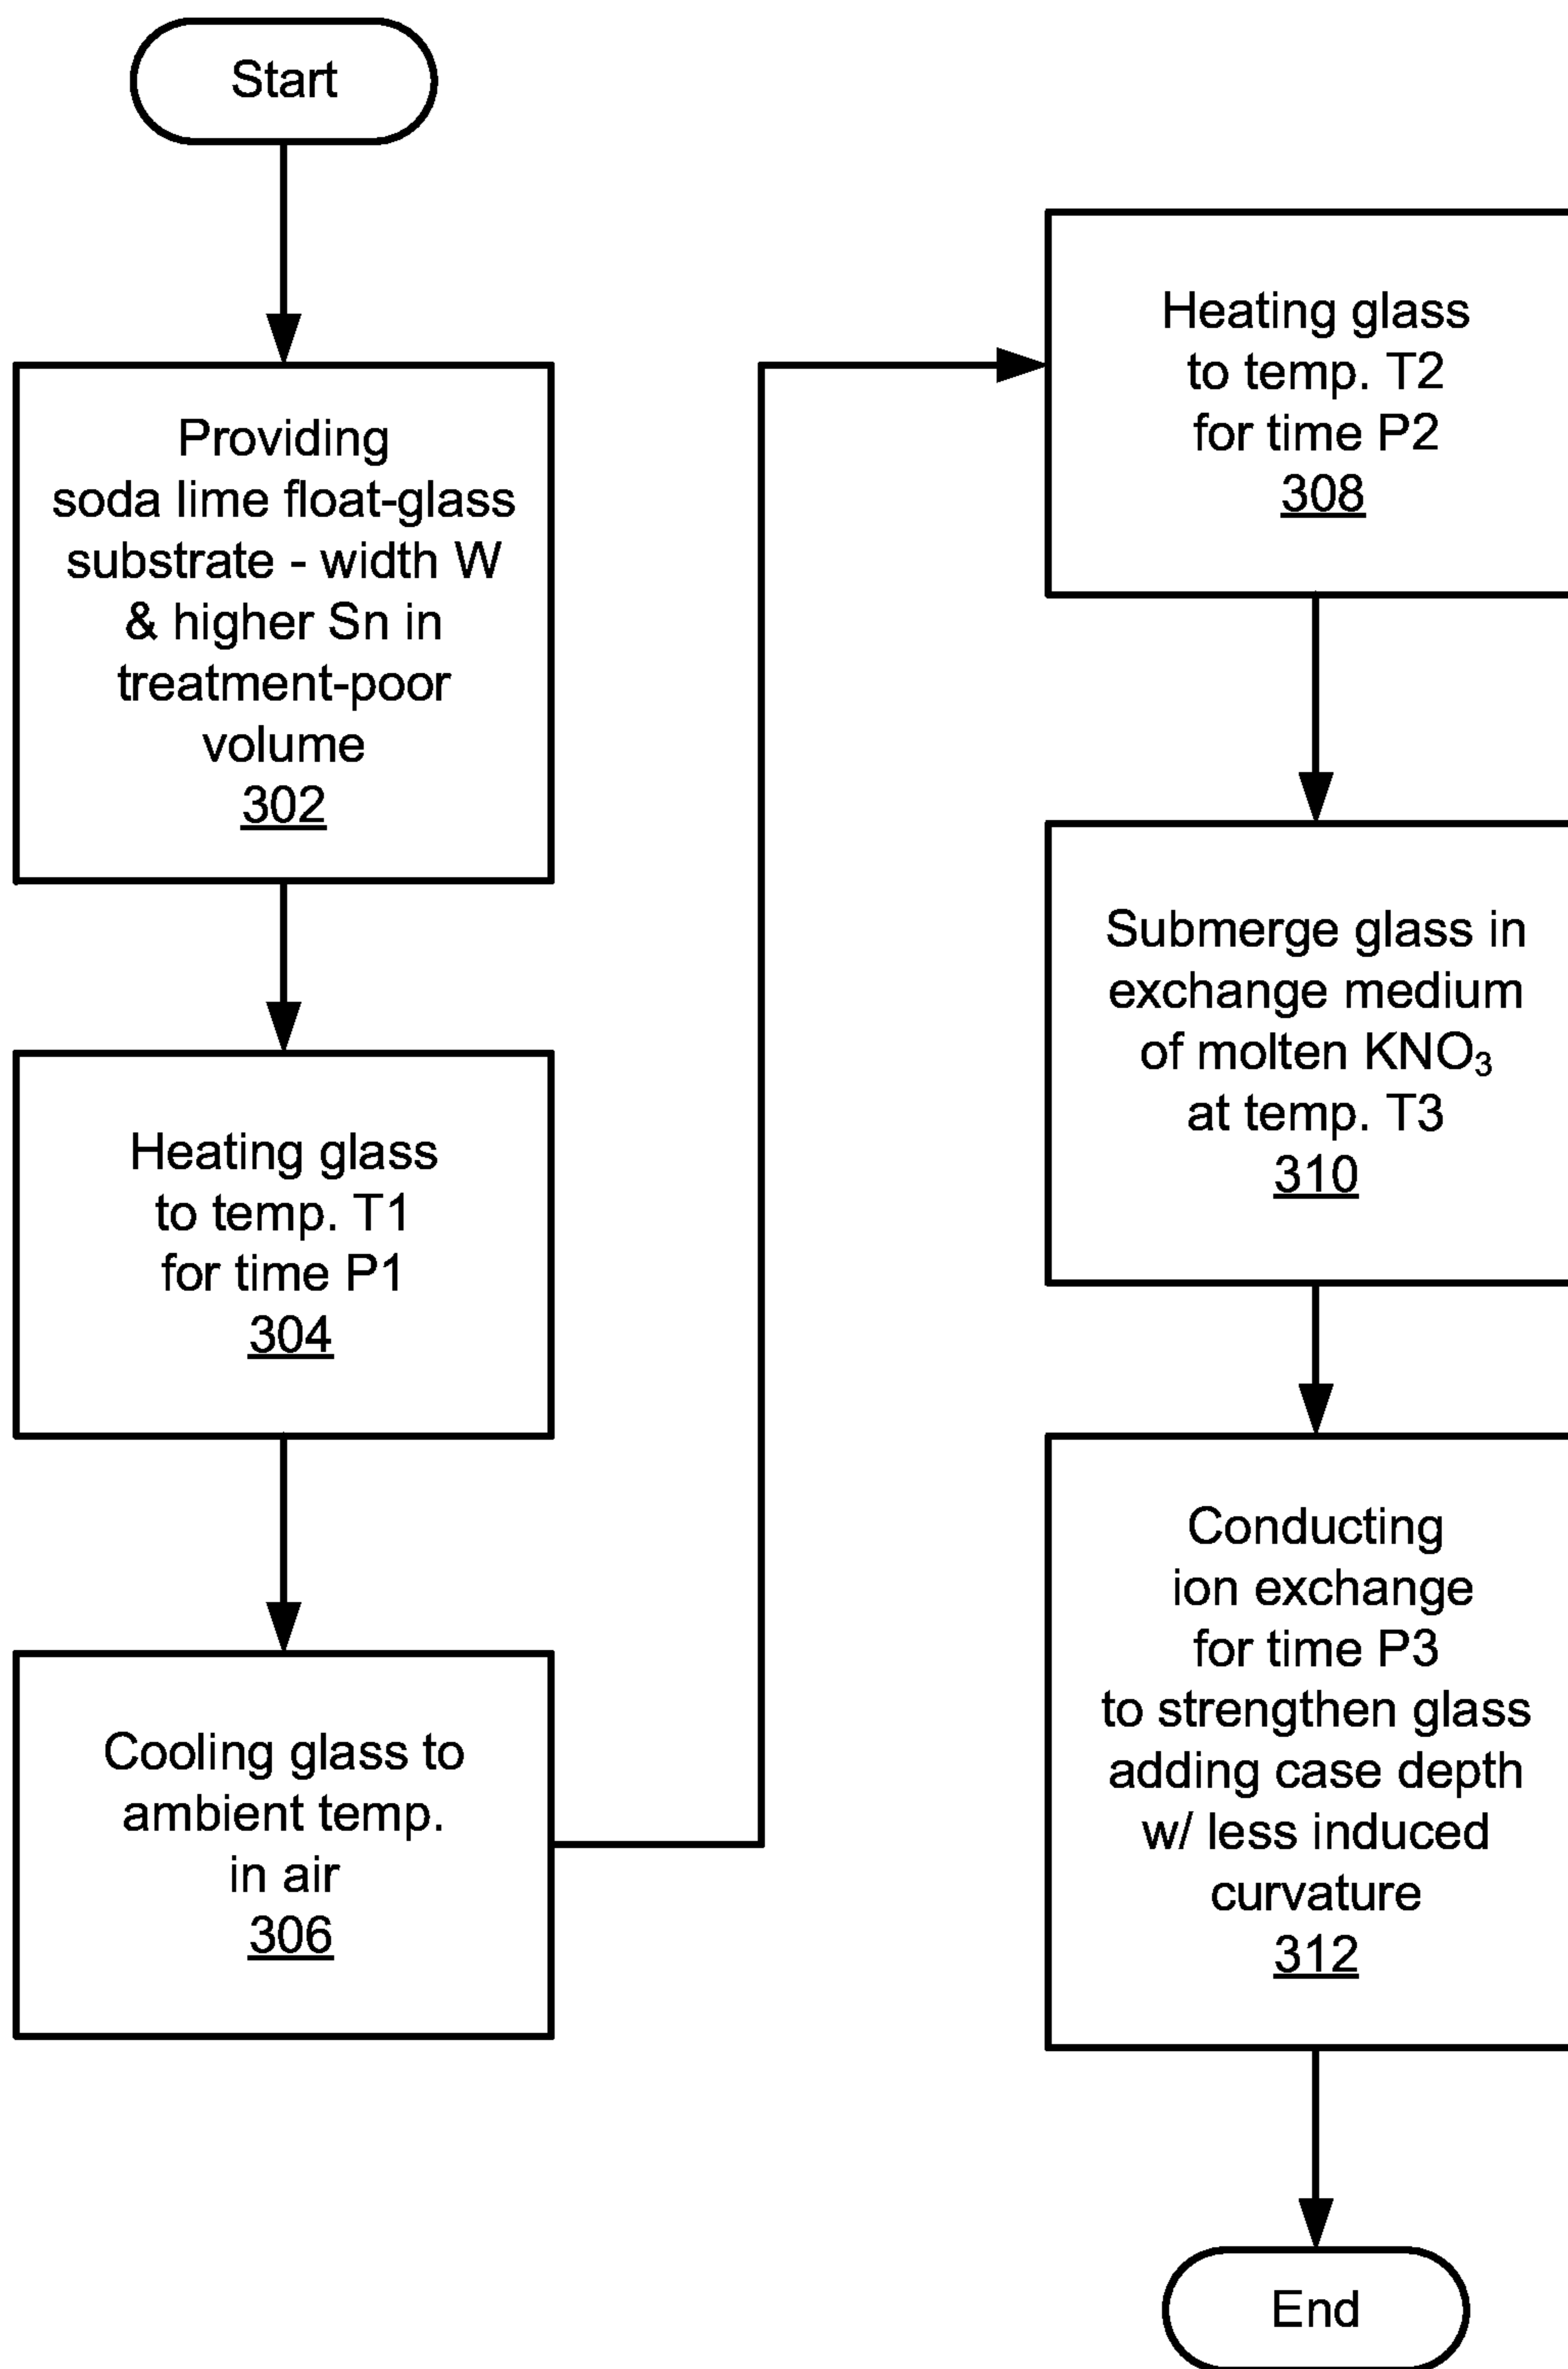 Start
Providing
soda lime float-glass
substrate - width W
& higher Sn in
treatment-poor
volume
302
Heating glass
to temp. T1
for time P1
304
Cooling glass to
ambient temp.
in air
306
Heating glass
to temp. T2
for time P2
308
Submerge glass in
exchange medium
of molten KNO₃
at temp. T3
310
Conducting
ion exchange
for time P3
to strengthen glass
adding case depth
w/ less induced
curvature
312
End